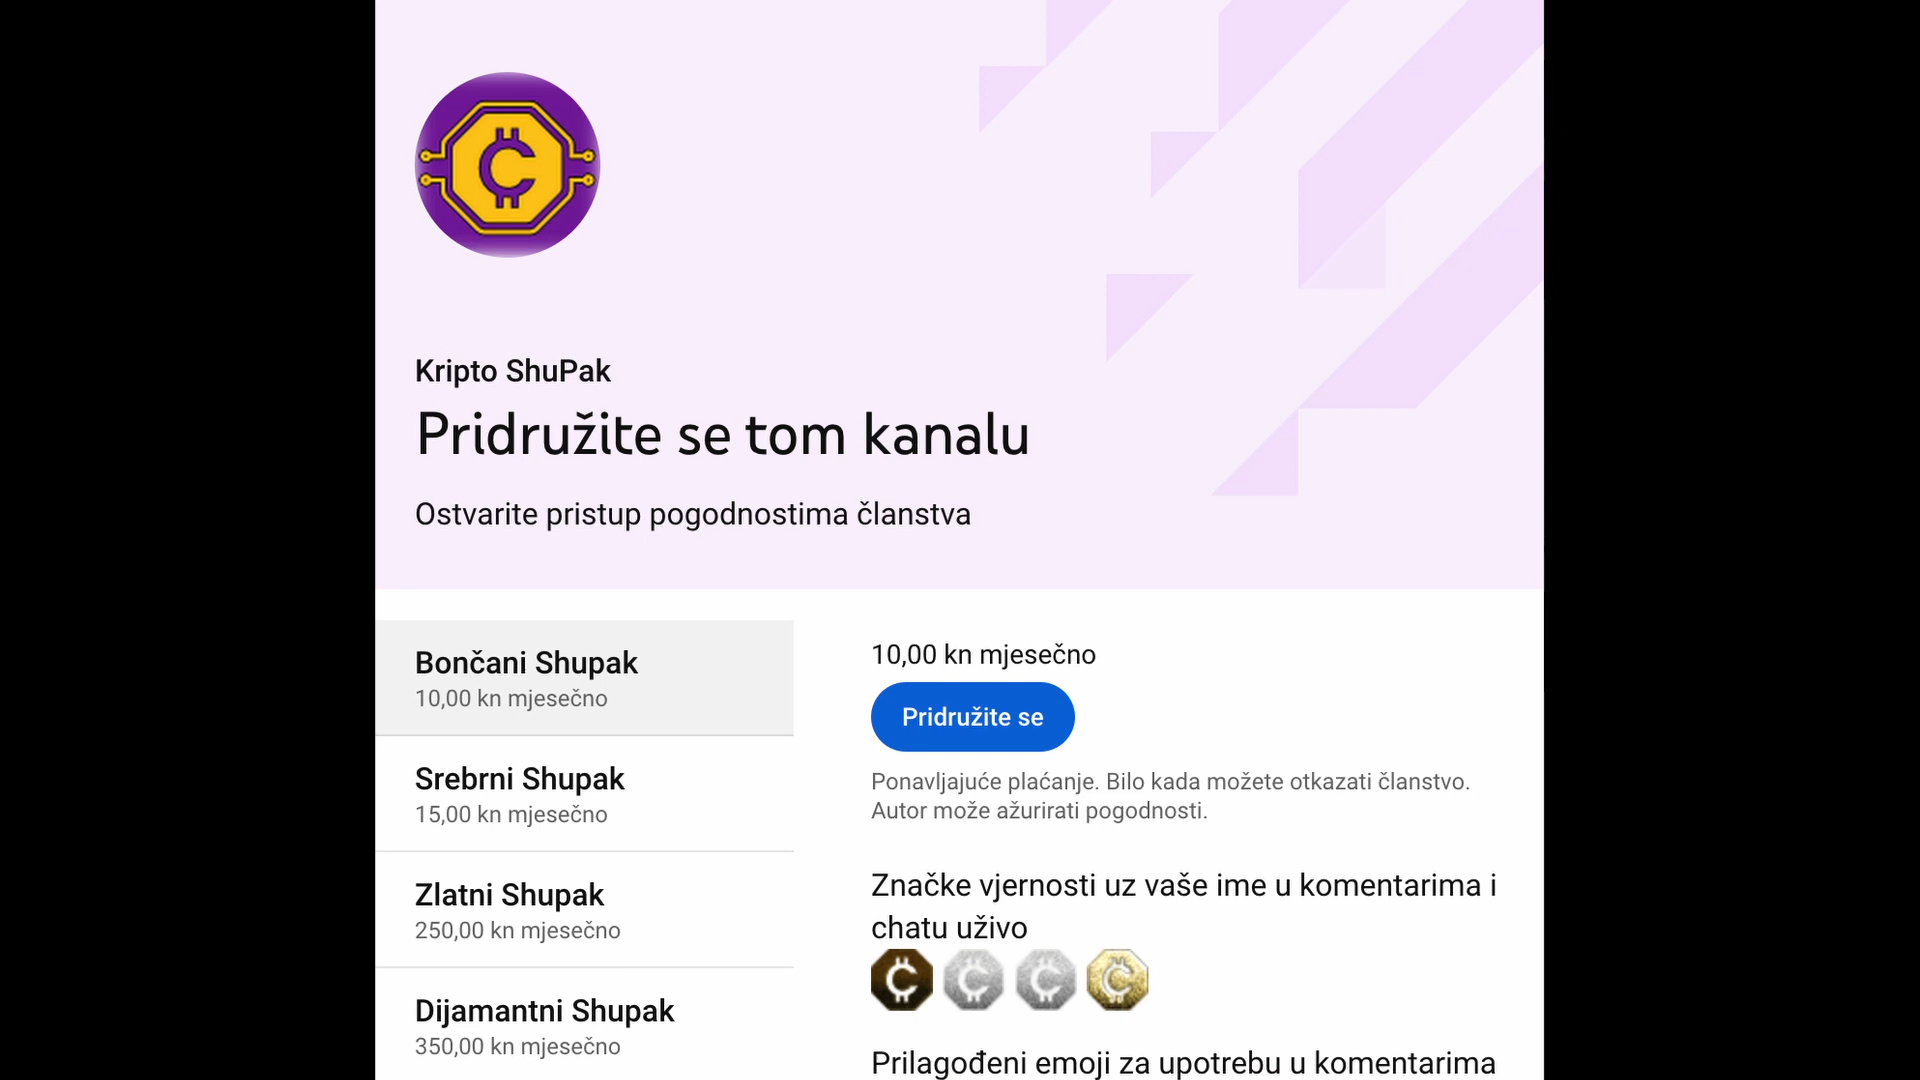 Kripto ShuPak
Pridružite se tom kanalu
Ostvarite pristup pogodnostima članstva
Bončani Shupak
10,00 kn mjesečno
Srebrni Shupak
15,00 kn mjesečno
Zlatni Shupak
250,00 kn mjesečno
Dijamantni Shupak
350,00 kn mjesečno
10,00 kn mjesečno
Pridružite se
Ponavljajuće plaćanje. Bilo kada možete otkazati članstvo.
Autor može ažurirati pogodnosti.
Značke vjernosti uz vaše ime u komentarima i
chatu uživo
Prilagođeni emoji za upotrebu u komentarima